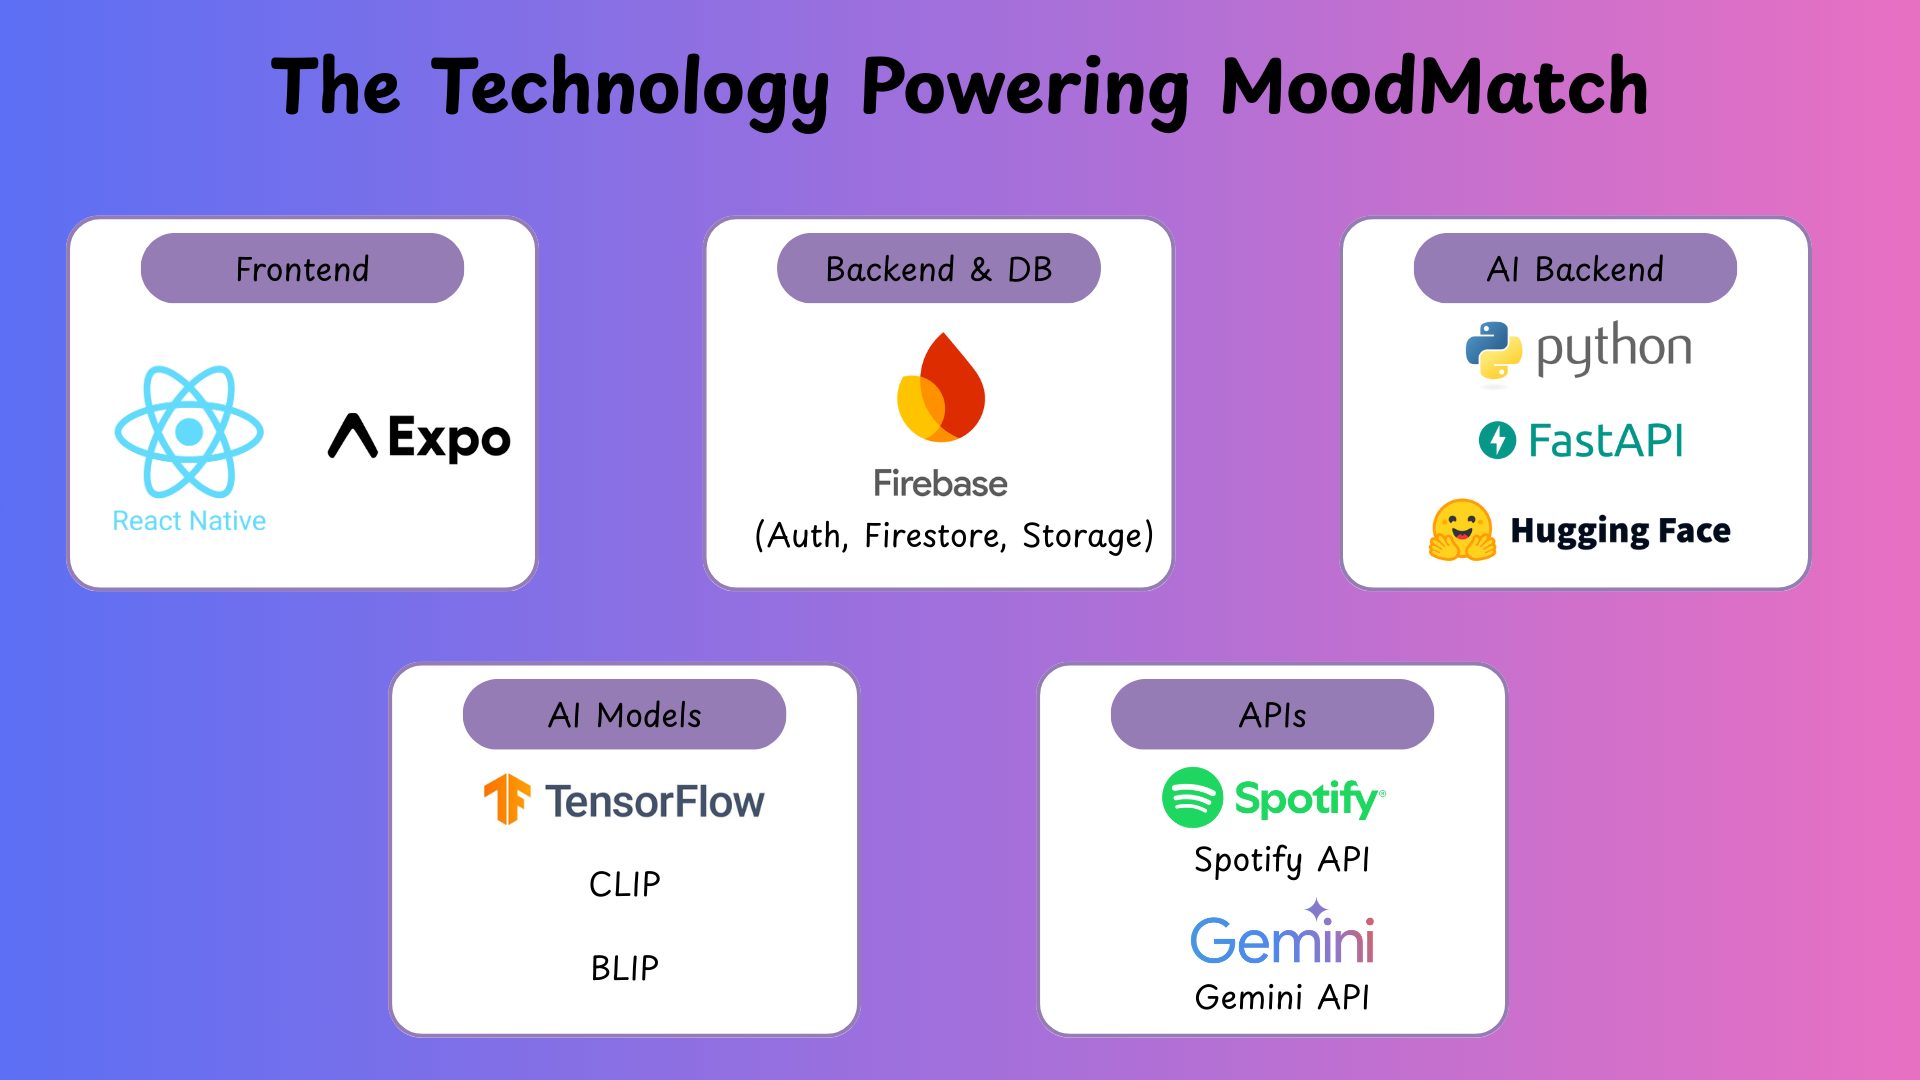 The Technology Powering MoodMatch
Frontend
React Native
Expo
Backend & DB
Firebase
(Auth, Firestore, Storage)
AI Backend
python
FastAPI
Hugging Face
AI Models
TensorFlow
CLIP
BLIP
APIs
Spotify®
Spotify API
Gemini
Gemini API